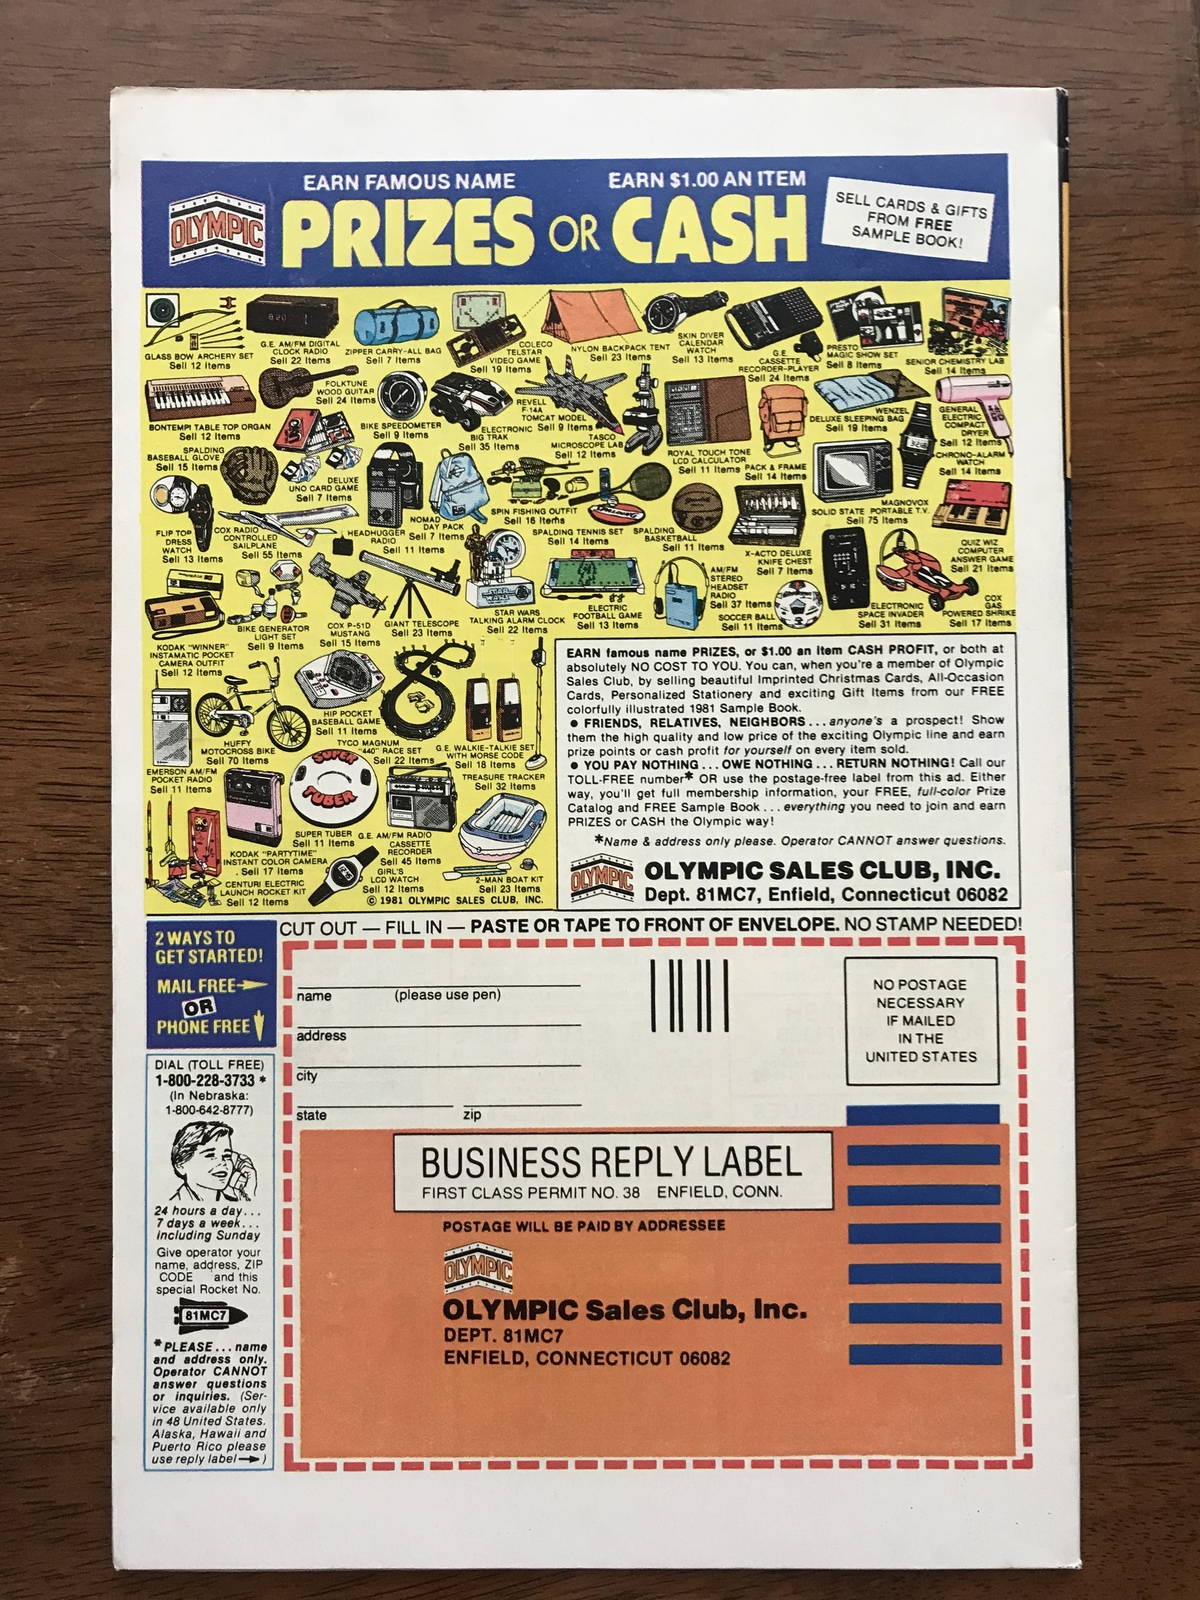 EARN FAMOUS NAME
EARN $1.00 AN ITEM
OLYMPIC
PRIZES OR CASH
SELL CARDS & GIFTS
FROM FREE
SAMPLE BOOK!
GLASS BOW ARCHERY SET
Sell 12 Items
G.E. AM/FM DIGITAL
CLOCK RADIO
Sell 22 Items
ZIPPER CARRY-ALL BAG
Sell 7 Items
COLECO
TELSTAR
VIDEO GAME
Sell 19 Items
NYLON BACKPACK TENT
Sell 23 Items
SKIN DIVER
CALENDAR
WATCH
Sell 13 Items
G.E.
CASSETTE
RECORDER-PLAYER
Sell 24 Items
PRESTO
MAGIC SHOW SET
Sell 8 Items
SENIOR CHEMISTRY LAB
Sell 14 Items
BONTEMPI TABLE TOP ORGAN
Sell 12 Items
FOLKTUNE
WOOD GUITAR
Sell 24 Items
BIKE SPEEDOMETER
Sell 9 Items
ELECTRONIC
BIG TRAK
Sell 35 Items
REVELL
F-14A
TOMCAT MODEL
Sell 9 Items
TASCO
MICROSCOPE LAB
Sell 12 Items
ROYAL TOUCH TONE
LCD CALCULATOR
Sell 11 Items
PACK & FRAME
Sell 14 Items
WENZEL
DELUXE SLEEPING BAG
Sell 19 Items
GENERAL
ELECTRIC
COMPACT
DRYER
Sell 12 Items
SPALDING
BASEBALL GLOVE
Sell 15 Items
DELUXE
UNO CARD GAME
Sell 7 Items
HEADHUGGER
RADIO
Sell 11 Items
NOMAD
DAY PACK
Sell 7 Items
SPIN FISHING OUTFIT
Sell 16 Items
SPALDING TENNIS SET
Sell 14 Items
SPALDING
BASKETBALL
Sell 11 Items
X-ACTO DELUXE
KNIFE CHEST
Sell 7 Items
MAGNOVOX
SOLID STATE PORTABLE T.V.
Sell 75 Items
CHRONO-ALARM
WATCH
Sell 14 Items
FLIP TOP
DRESS
WATCH
Sell 13 Items
COX RADIO
CONTROLLED
SAILPLANE
Sell 55 Items
QUIZ WIZ
COMPUTER
ANSWER GAME
Sell 21 Items
KODAK "WINNER"
INSTAMATIC POCKET
CAMERA OUTFIT
Sell 12 Items
BIKE GENERATOR
LIGHT SET
Sell 9 Items
COX P-51D
MUSTANG
Sell 15 Items
GIANT TELESCOPE
Sell 23 Items
STAR WARS
STAR WARS
TALKING ALARM CLOCK
Sell 22 Items
ELECTRIC
FOOTBALL GAME
Sell 13 Items
AM/FM
STEREO
HEADSET
RADIO
Sell 37 Items
SOCCER BALL
Sell 11 Items
ELECTRONIC
SPACE INVADER
Sell 31 Items
COX
GAS
POWERED SHRIKE
Sell 17 Items
EMERSON AM/FM
POCKET RADIO
Sell 11 Items
HUFFY
MOTOCROSS BIKE
Sell 70 Items
HIP POCKET
BASEBALL GAME
Sell 11 Items
TYCO MAGNUM
"440" RACE SET
Sell 22 Items
G.E. WALKIE-TALKIE SET
WITH MORSE CODE
Sell 18 Items
TREASURE TRACKER
Sell 32 Items
KODAK "PARTYTIME"
INSTANT COLOR CAMERA
Sell 17 Items
SUPER
TUBER
SUPER TUBER
Sell 11 Items
G.E. AM/FM RADIO
CASSETTE
RECORDER
Sell 45 Items
CENTURI ELECTRIC
LAUNCH ROCKET KIT
Sell 12 Items
GIRL'S
LCD WATCH
Sell 12 Items
2-MAN BOAT KIT
Sell 23 Items
© 1981 OLYMPIC SALES CLUB, INC.
EARN famous name PRIZES, or $1.00 an item CASH PROFIT, or both at
absolutely NO COST TO YOU. You can, when you're a member of Olympic
Sales Club, by selling beautiful Imprinted Christmas Cards, All-Occasion
Cards, Personalized Stationery and exciting Gift Items from our FREE
colorfully illustrated 1981 Sample Book.
● FRIENDS, RELATIVES, NEIGHBORS...anyone's a prospect! Show
them the high quality and low price of the exciting Olympic line and earn
prize points or cash profit for yourself on every item sold.
● YOU PAY NOTHING...OWE NOTHING...RETURN NOTHING! Call our
TOLL-FREE number* OR use the postage-free label from this ad. Either
way, you'll get full membership information, your FREE, full-color Prize
Catalog and FREE Sample Book...everything you need to join and earn
PRIZES or CASH the Olympic way!
*Name & address only please. Operator CANNOT answer questions.
OLYMPIC
OLYMPIC SALES CLUB, INC.
Dept. 81MC7, Enfield, Connecticut 06082
2 WAYS TO
GET STARTED!
MAIL FREE
OR
PHONE FREE
CUT OUT — FILL IN — PASTE OR TAPE TO FRONT OF ENVELOPE. NO STAMP NEEDED!
name (please use pen)
address
city
state zip
NO POSTAGE
NECESSARY
IF MAILED
IN THE
UNITED STATES
DIAL (TOLL FREE)
1-800-228-3733 *
(In Nebraska:
1-800-642-8777)
24 hours a day...
7 days a week...
including Sunday
Give operator your
name, address, ZIP
CODE and this
special Rocket No.
81MC7
*PLEASE...name
and address only.
Operator CANNOT
answer questions
or inquiries. (Ser-
vice available only
in 48 United States.
Alaska, Hawaii and
Puerto Rico please
use reply label )
BUSINESS REPLY LABEL
FIRST CLASS PERMIT NO. 38 ENFIELD, CONN.
POSTAGE WILL BE PAID BY ADDRESSEE
OLYMPIC
OLYMPIC Sales Club, Inc.
DEPT. 81MC7
ENFIELD, CONNECTICUT 06082